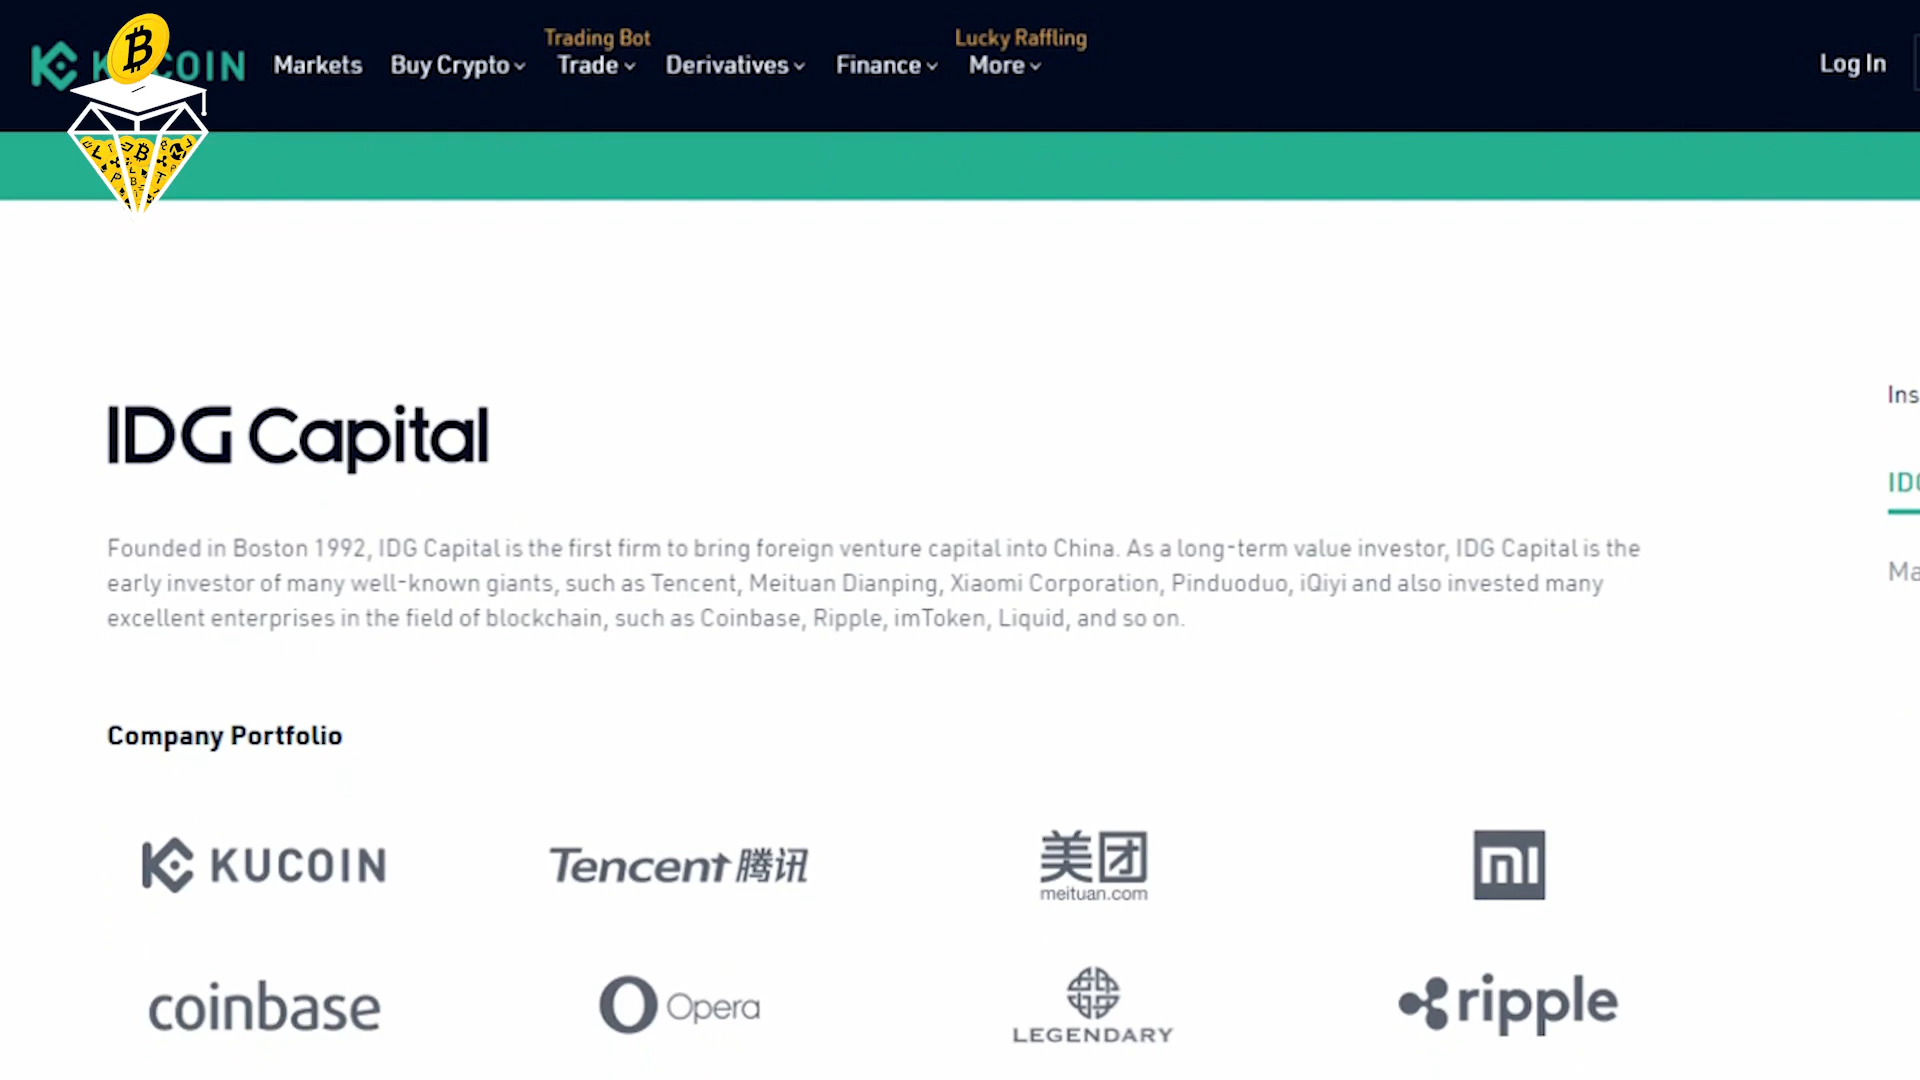 Trading Bot
Lucky Raffling
KUCOIN Markets Buy Crypto Trade Derivatives Finance More Log In
IDG Capital
Founded in Boston 1992, IDG Capital is the first firm to bring foreign venture capital into China. As a long-term value investor, IDG Capital is the
early investor of many well-known giants, such as Tencent, Meituan Dianping, Xiaomi Corporation, Pinduoduo, iQiyi and also invested many
excellent enterprises in the field of blockchain, such as Coinbase, Ripple, imToken, Liquid, and so on.
Company Portfolio
KUCOIN
Tencent 腾讯
美团
meituan.com
mi
coinbase
Opera
LEGENDARY
ripple